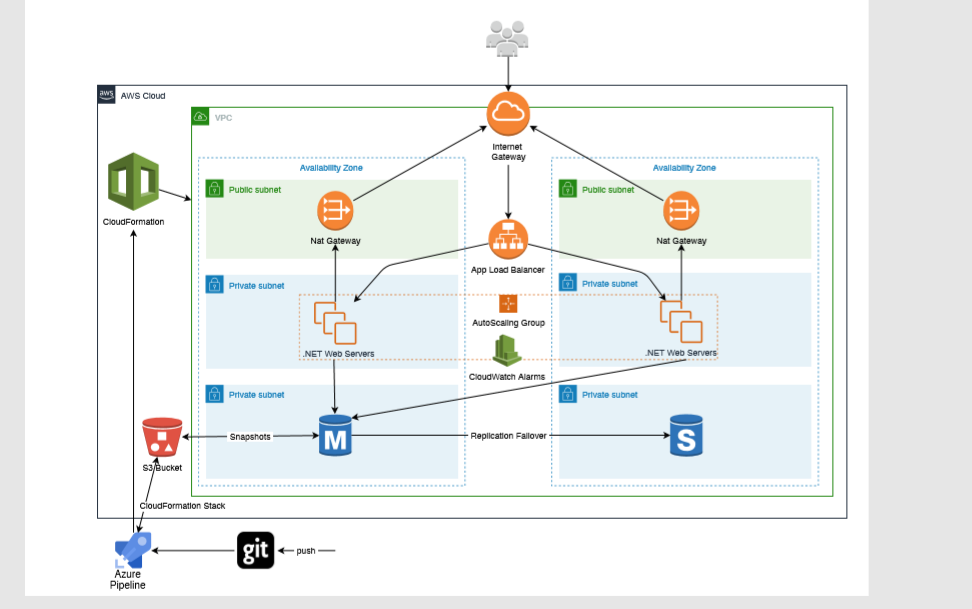 aws
AWS Cloud
VPC
Internet
Gateway
Availability Zone
Availability Zone
Public subnet
Public subnet
Nat Gateway
Nat Gateway
CloudFormation
App Load Balancer
Private subnet
Private subnet
AutoScaling Group
.NET Web Servers
.NET Web Servers
CloudWatch Alarms
Private subnet
Private subnet
M
S
Snapshots
Replication Failover
S3 Bucket
CloudFormation Stack
git
push
Azure
Pipeline